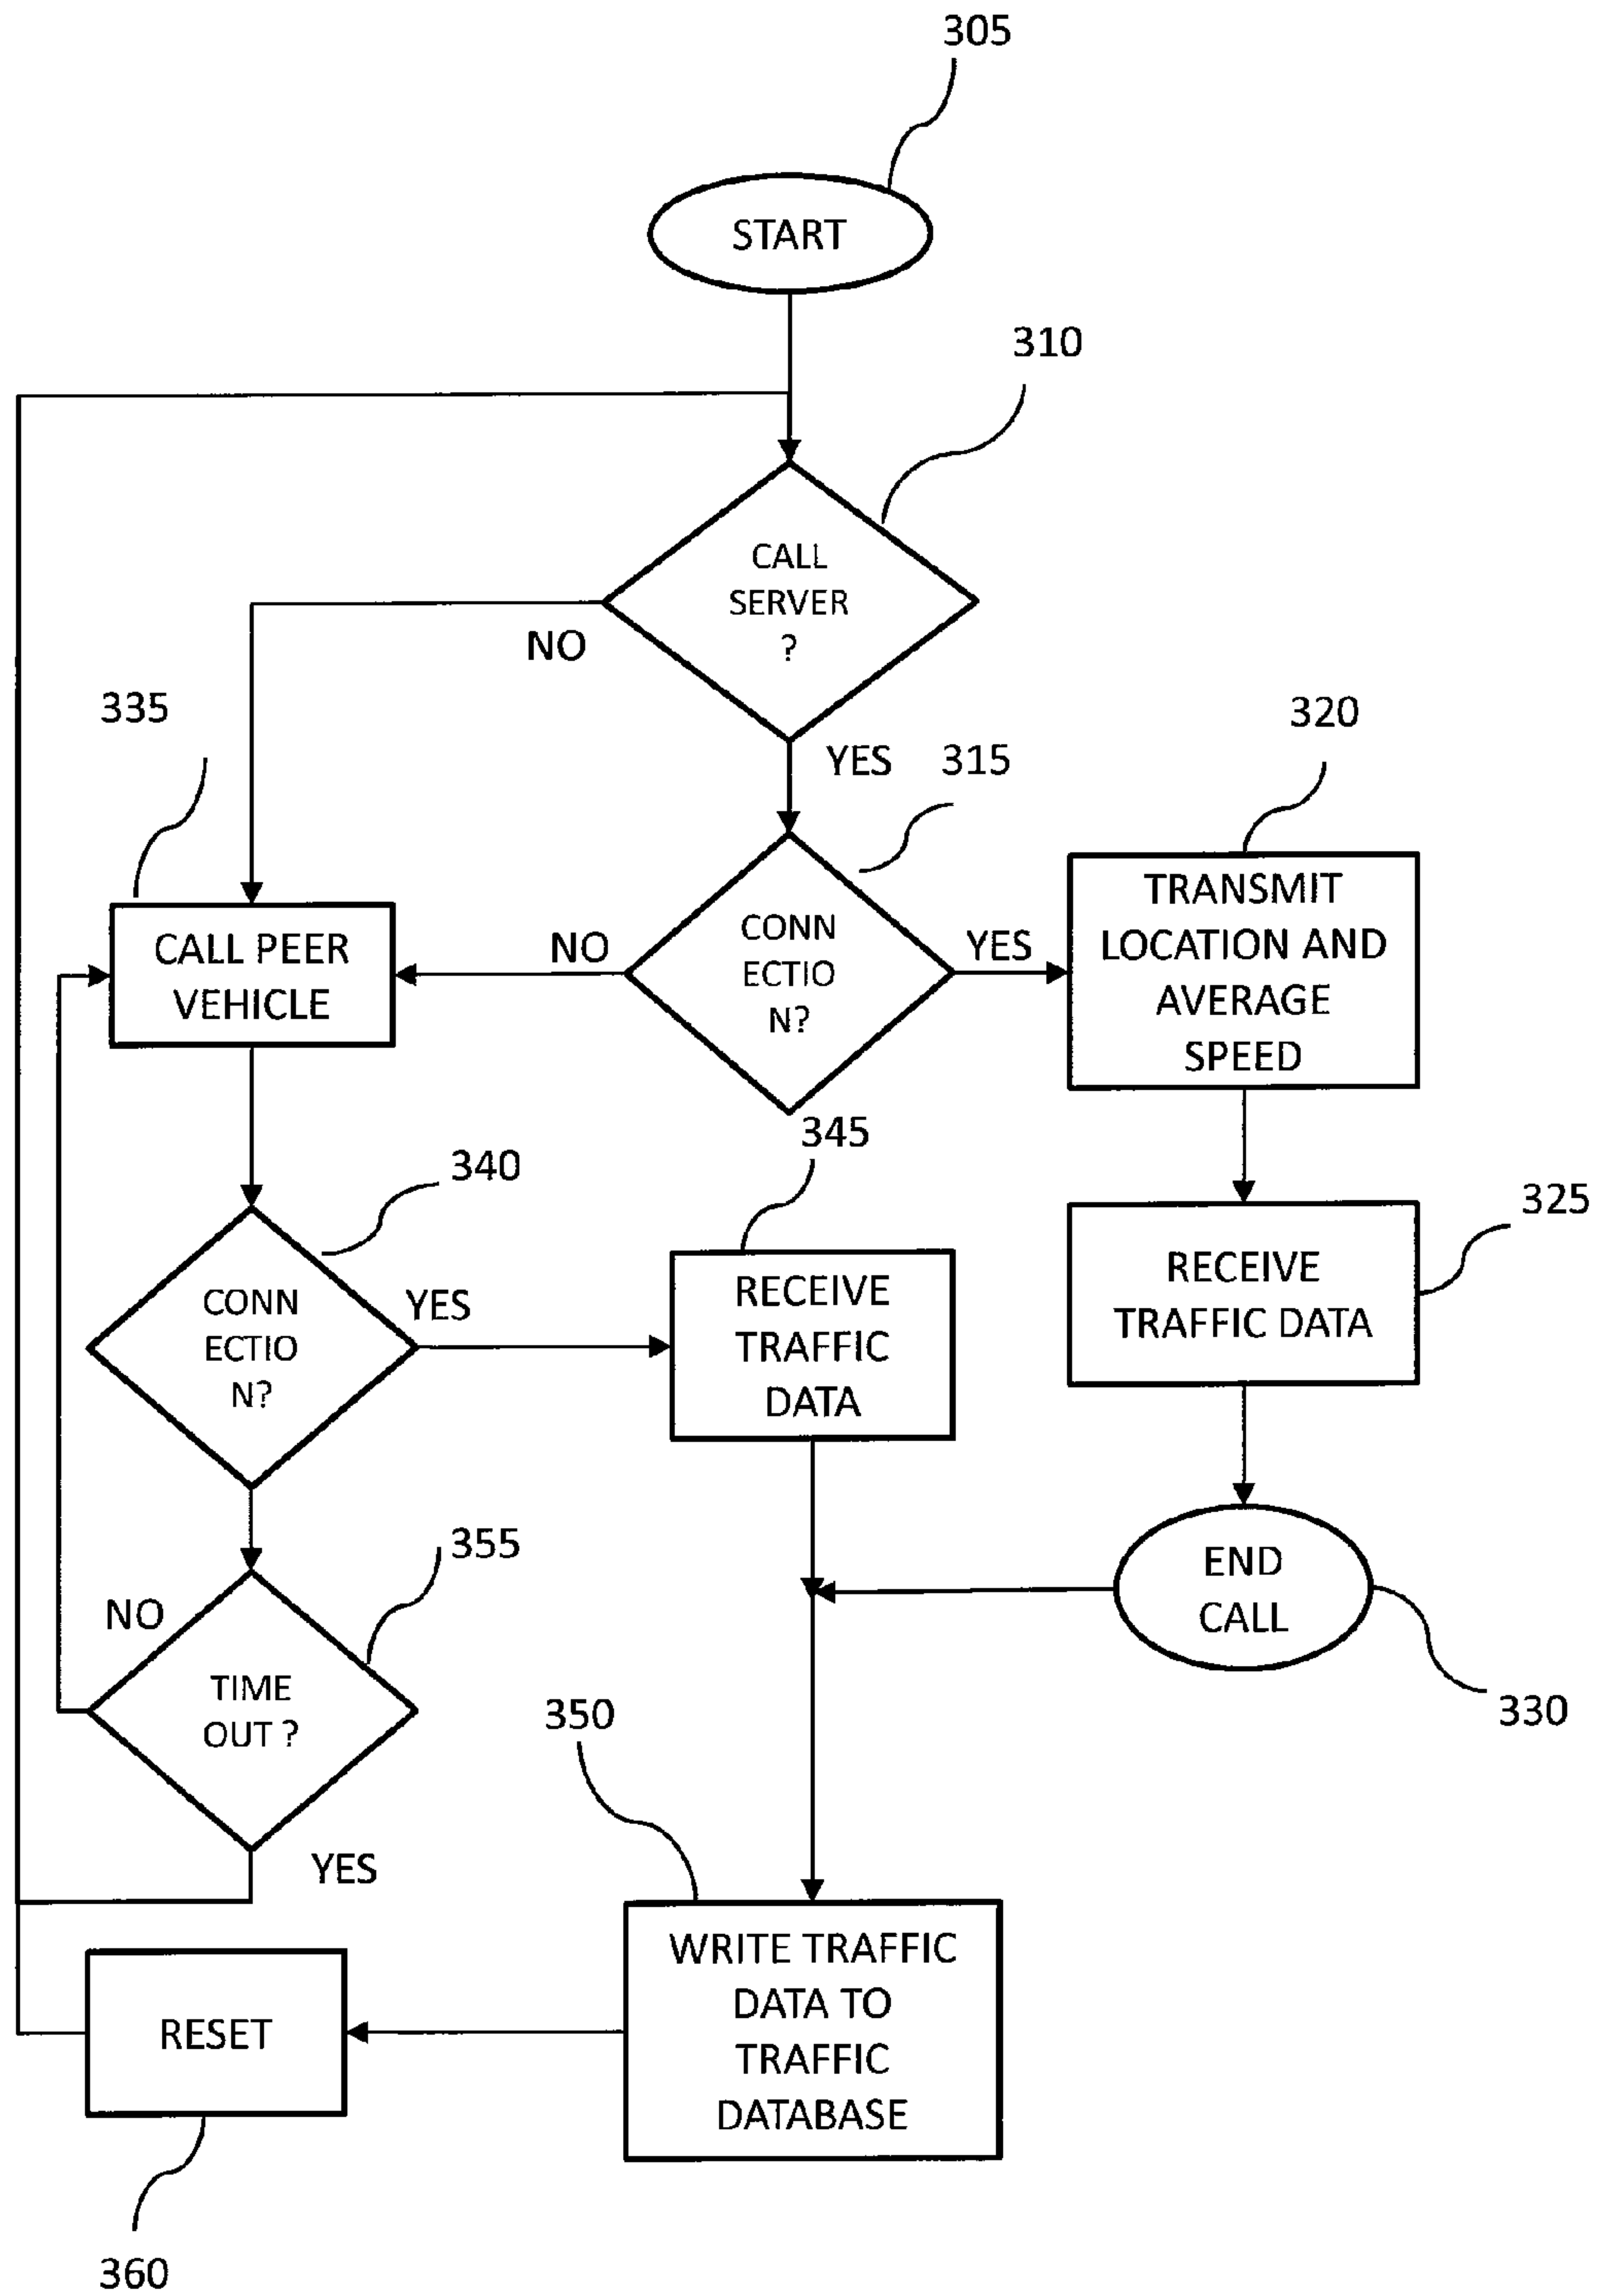 305
START
310
CALL
SERVER
?
NO
YES
335
315
320
CALL PEER
VEHICLE
NO
CONN
ECTIO
N?
YES
TRANSMIT
LOCATION AND
AVERAGE
SPEED
340
345
325
CONN
ECTIO
N?
YES
RECEIVE
TRAFFIC
DATA
RECEIVE
TRAFFIC DATA
355
NO
TIME
OUT ?
YES
END
CALL
330
350
WRITE TRAFFIC
DATA TO
TRAFFIC
DATABASE
RESET
360